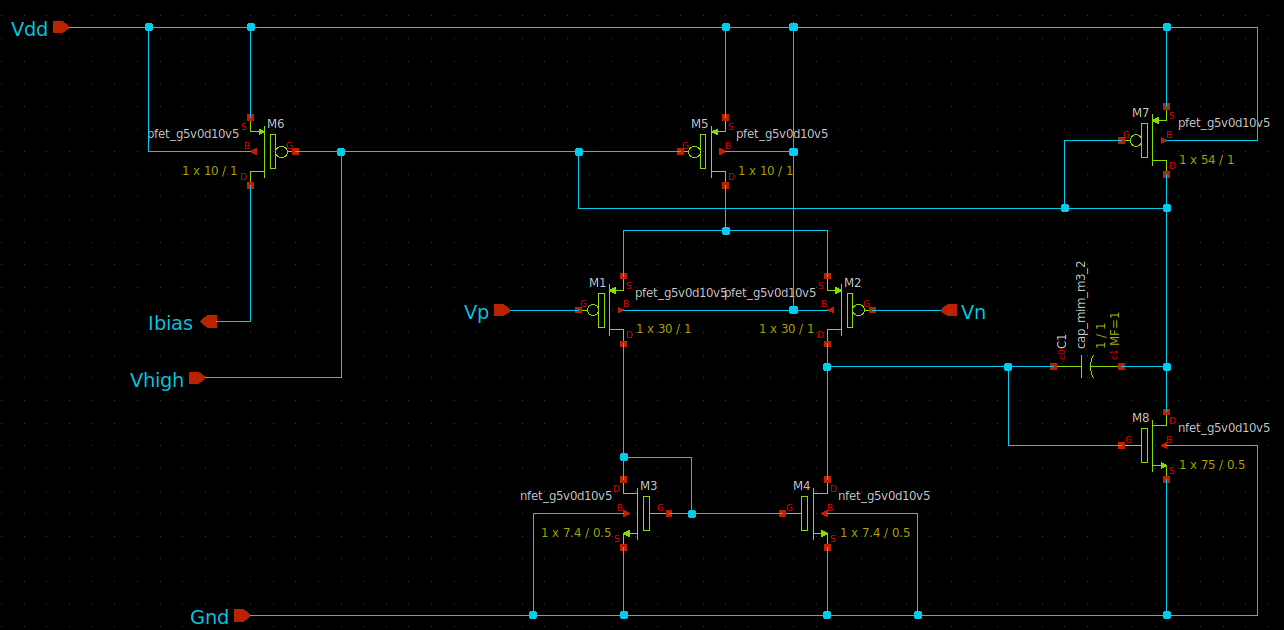 Vdd
M6
pfet_g5v0d10v5
1 x 10 / 1
S
B
G
D
M5
pfet_g5v0d10v5
1 x 10 / 1
S
G
B
D
M7
pfet_g5v0d10v5
1 x 54 / 1
S
G
B
D
Ibias
Vhigh
Vp
M1
pfet_g5v0d10v5
1 x 30 / 1
S
G
B
D
M2
pfet_g5v0d10v5
1 x 30 / 1
S
B
G
D
Vn
C1
cap_mim_m3_2
1 / 1
MF=1
c0
c1
M8
nfet_g5v0d10v5
1 x 75 / 0.5
D
G
B
S
M3
nfet_g5v0d10v5
1 x 7.4 / 0.5
D
B
G
S
M4
nfet_g5v0d10v5
1 x 7.4 / 0.5
D
G
B
S
Gnd